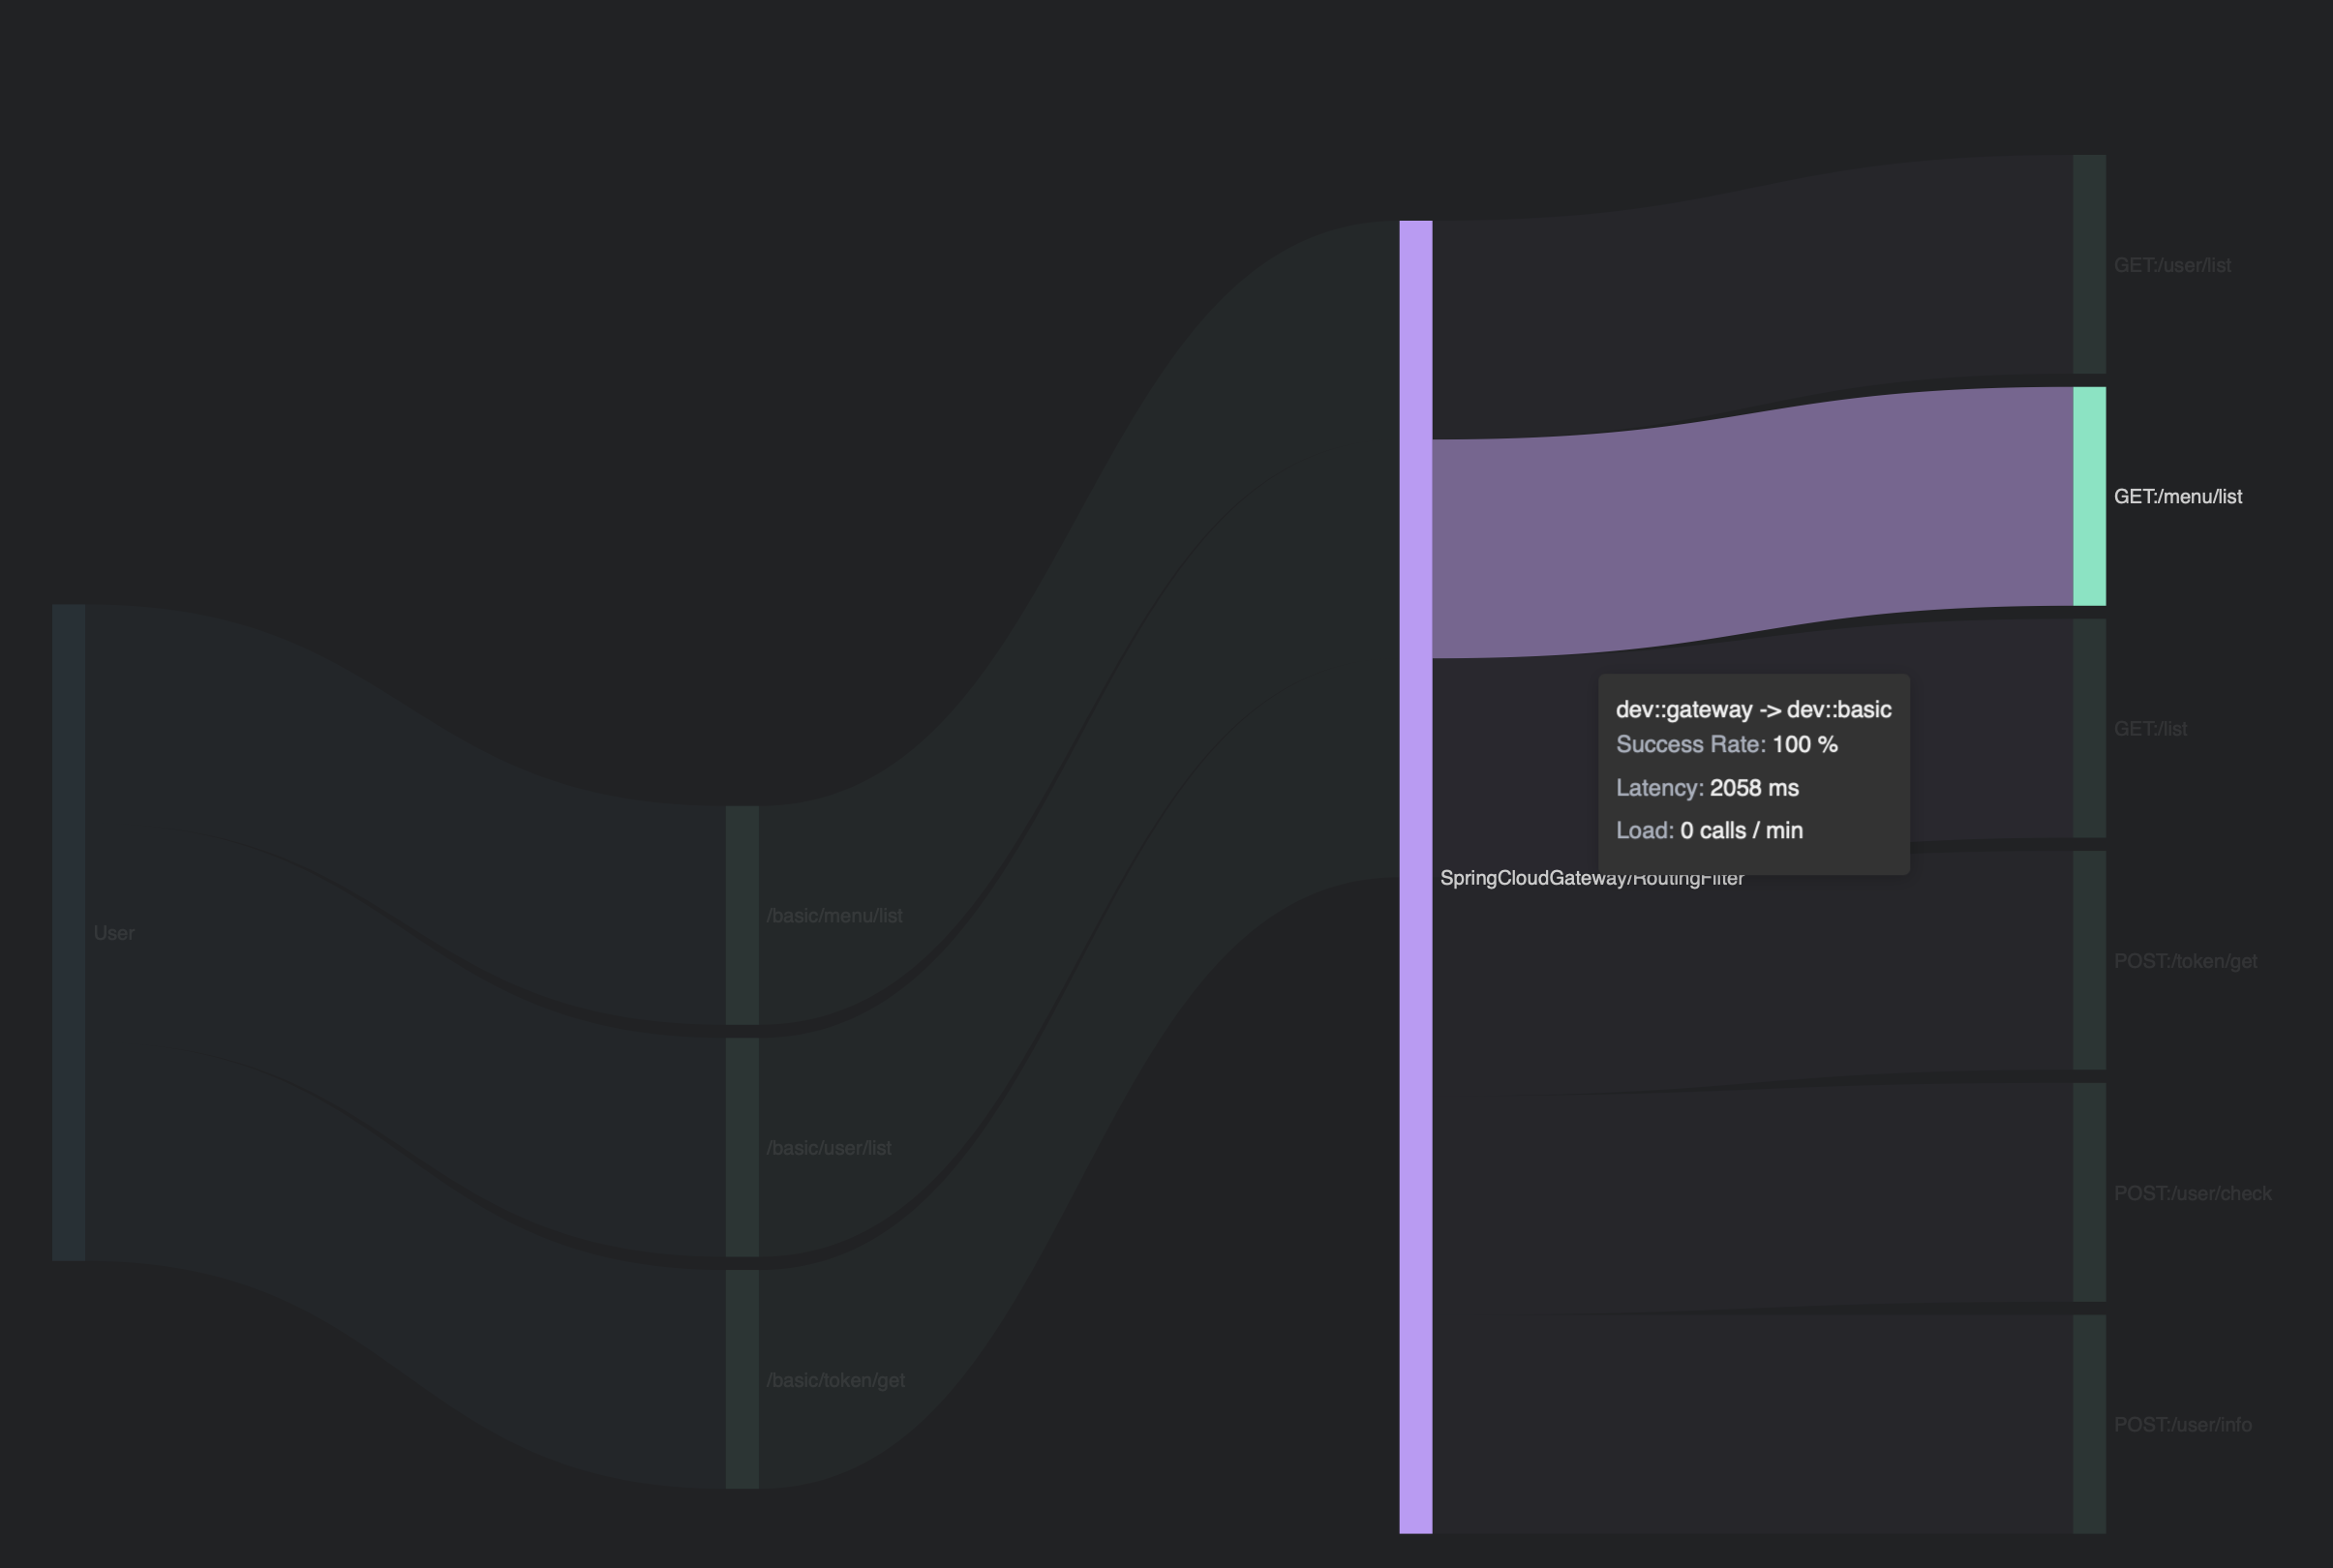 User
/basic/menu/list
/basic/user/list
/basic/token/get
SpringCloudGateway/RoutingFilter
dev::gateway -> dev::basic
Success Rate: 100 %
Latency: 2058 ms
Load: 0 calls / min
GET:/user/list
GET:/menu/list
GET:/list
POST:/token/get
POST:/user/check
POST:/user/info